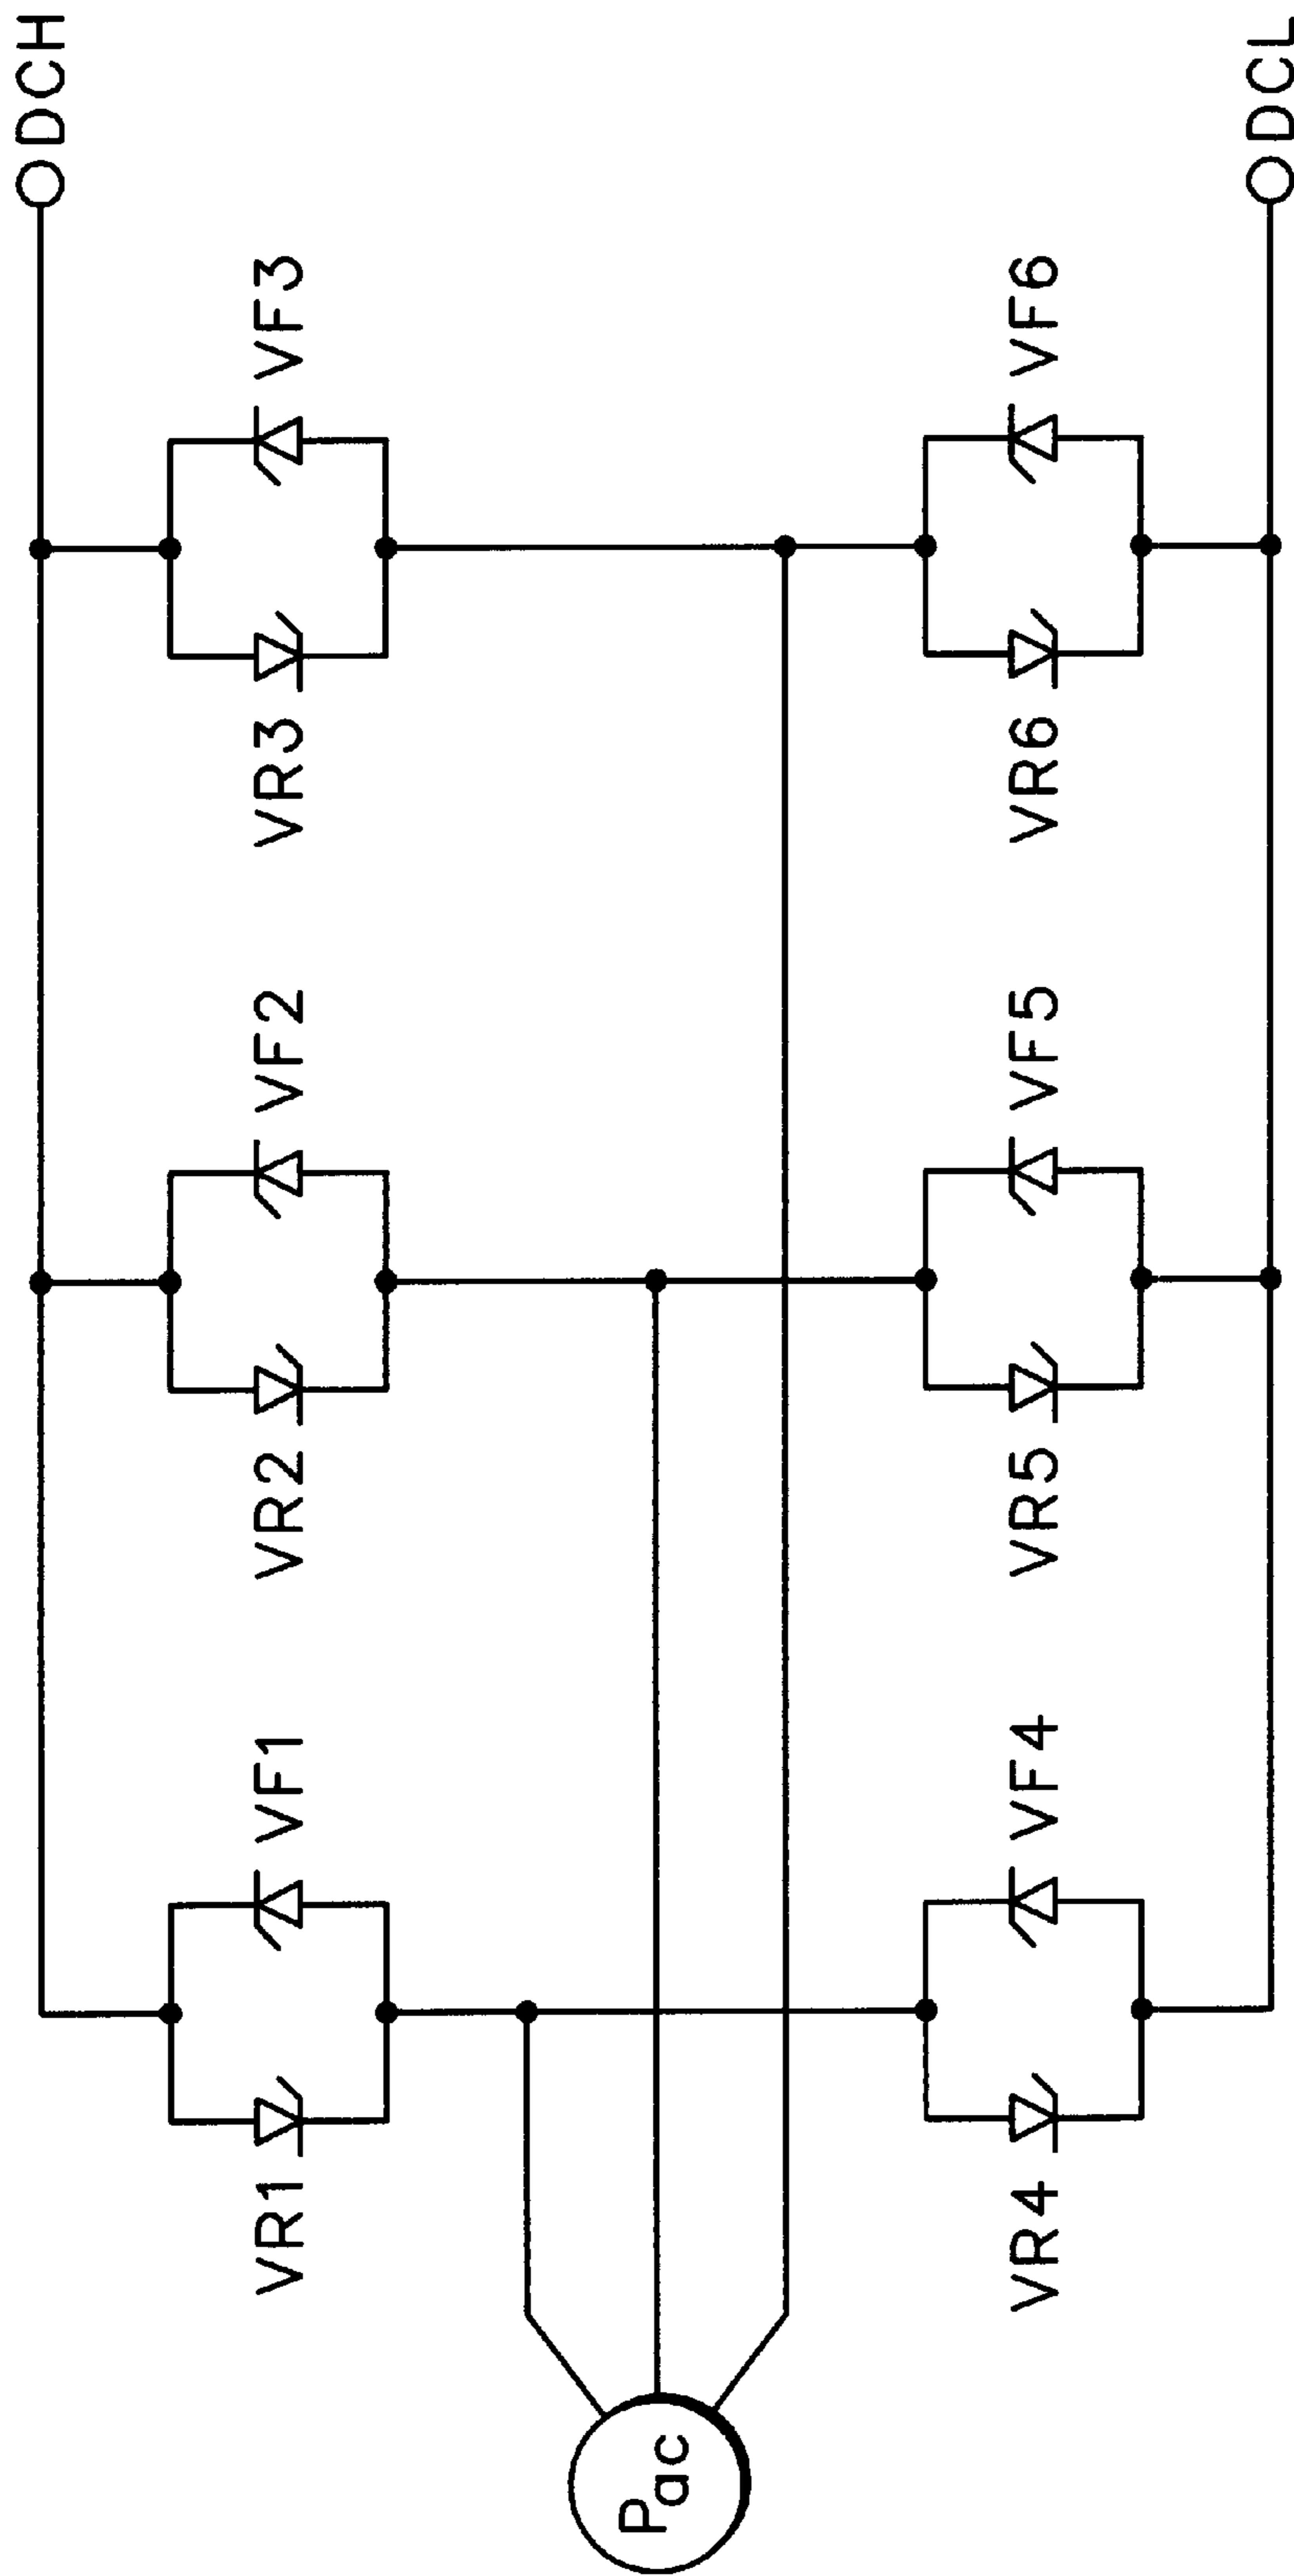 DCH
VR1
VF1
VR2
VF2
VR3
VF3
Pac
VR4
VF4
VR5
VF5
VR6
VF6
DCL